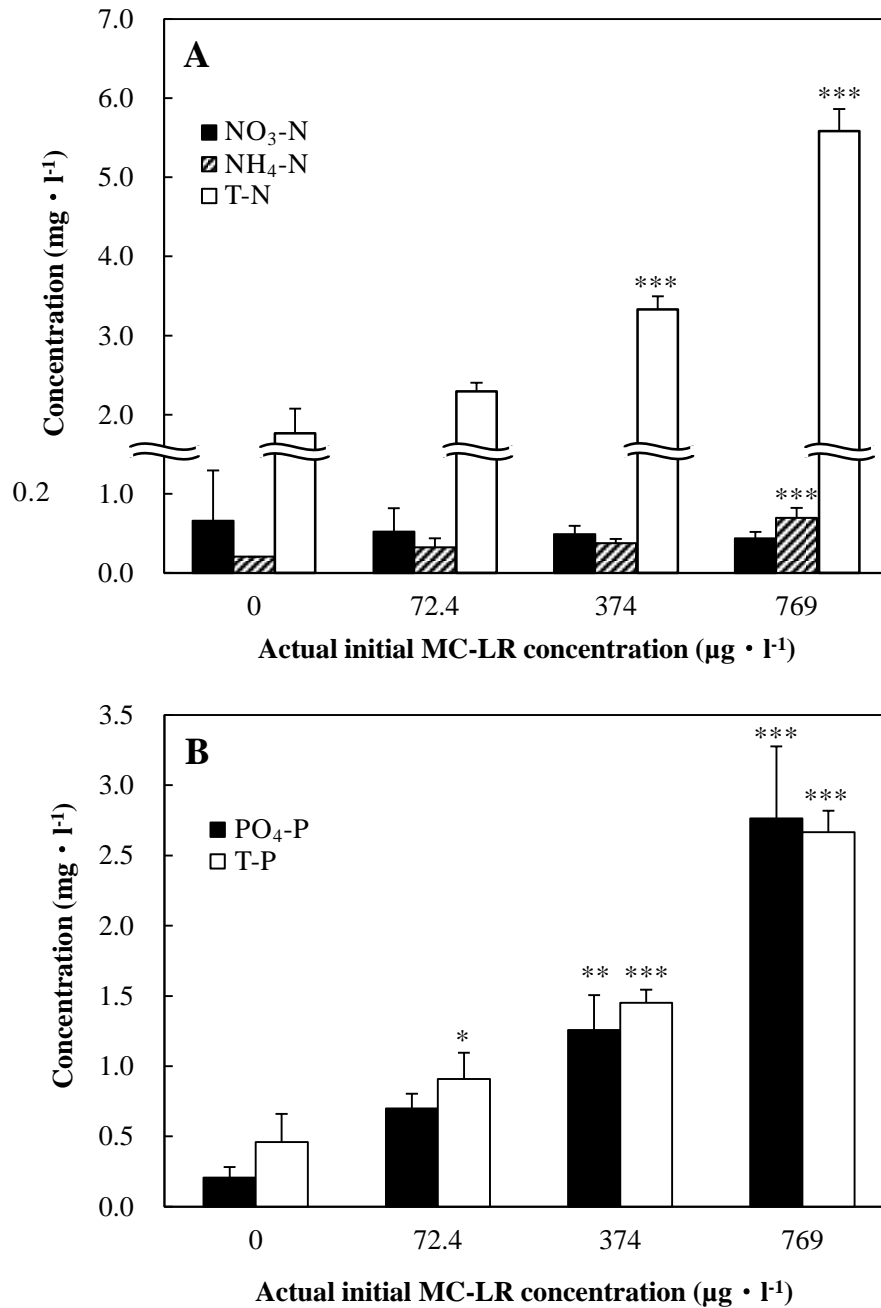 A
7.0
6.0
5.0
4.0
3.0
2.0
0.2
1.0
0.0
Concentration (mg・l-1)
NO3-N
NH4-N
T-N
***
***
***
0
72.4
374
769
Actual initial MC-LR concentration (µg・l-1)
B
3.5
3.0
2.5
2.0
1.5
1.0
0.5
0.0
Concentration (mg・l-1)
PO4-P
T-P
*
** ***
***
***
0
72.4
374
769
Actual initial MC-LR concentration (µg・l-1)